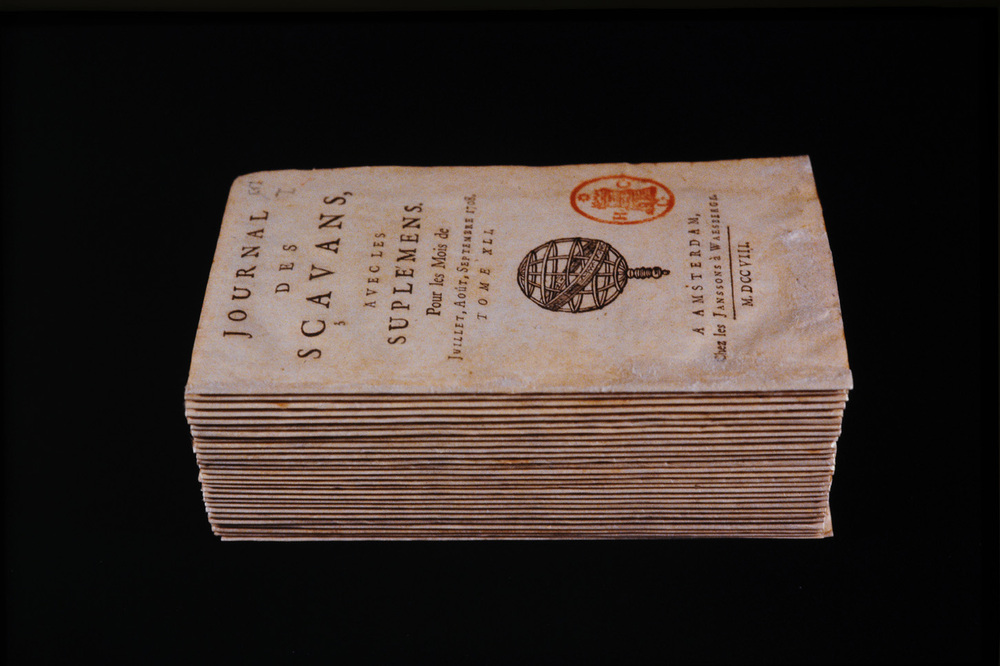 JOURNAL
DES
SCAVANS,
AVEC LES
SUPLÉMENS.
Pour les Mois de
JUILLET, AOÛT, SEPTEMBRE 1708.
TOME XLI.
A AMSTERDAM,
Chez les JANSSONS à WAESBERGE.
M.DCCVIII.